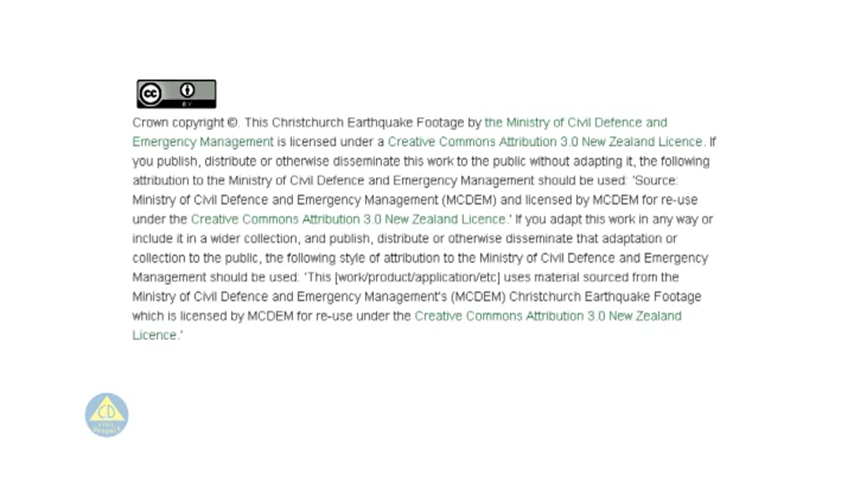 cc
BY
Crown copyright ©. This Christchurch Earthquake Footage by the Ministry of Civil Defence and
Emergency Management is licensed under a Creative Commons Attribution 3.0 New Zealand Licence. If
you publish, distribute or otherwise disseminate this work to the public without adapting it, the following
attribution to the Ministry of Civil Defence and Emergency Management should be used: 'Source:
Ministry of Civil Defence and Emergency Management (MCDEM) and licensed by MCDEM for re-use
under the Creative Commons Attribution 3.0 New Zealand Licence.' If you adapt this work in any way or
include it in a wider collection, and publish, distribute or otherwise disseminate that adaptation or
collection to the public, the following style of attribution to the Ministry of Civil Defence and Emergency
Management should be used: 'This [work/product/application/etc] uses material sourced from the
Ministry of Civil Defence and Emergency Management's (MCDEM) Christchurch Earthquake Footage
which is licensed by MCDEM for re-use under the Creative Commons Attribution 3.0 New Zealand
Licence.'
CD
CIVIL
DEFENCE